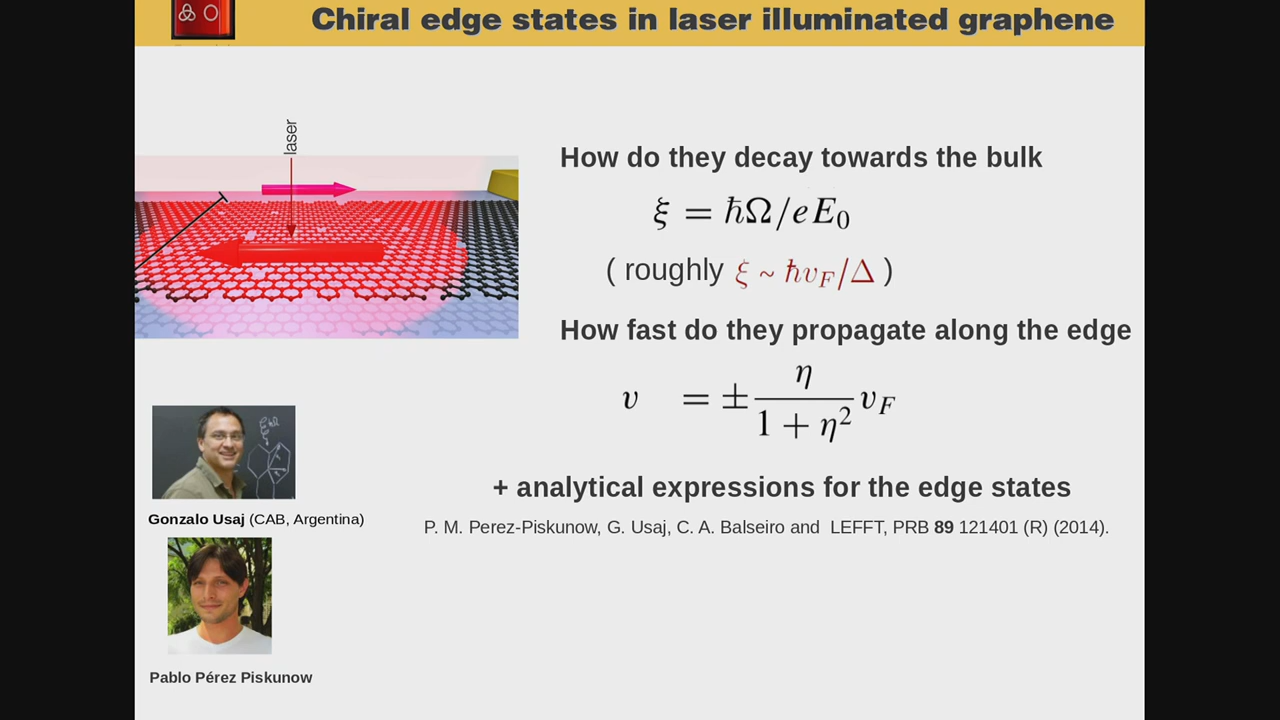 Chiral edge states in laser illuminated graphene
laser
How do they decay towards the bulk
ξ = ħΩ/eE₀
( roughly ξ ~ ħv_F/Δ )
How fast do they propagate along the edge
v = ± η/(1 + η²) v_F
+ analytical expressions for the edge states
P. M. Perez-Piskunow, G. Usaj, C. A. Balseiro and LEFFT, PRB 89 121401 (R) (2014).
Gonzalo Usaj (CAB, Argentina)
Pablo Pérez Piskunow